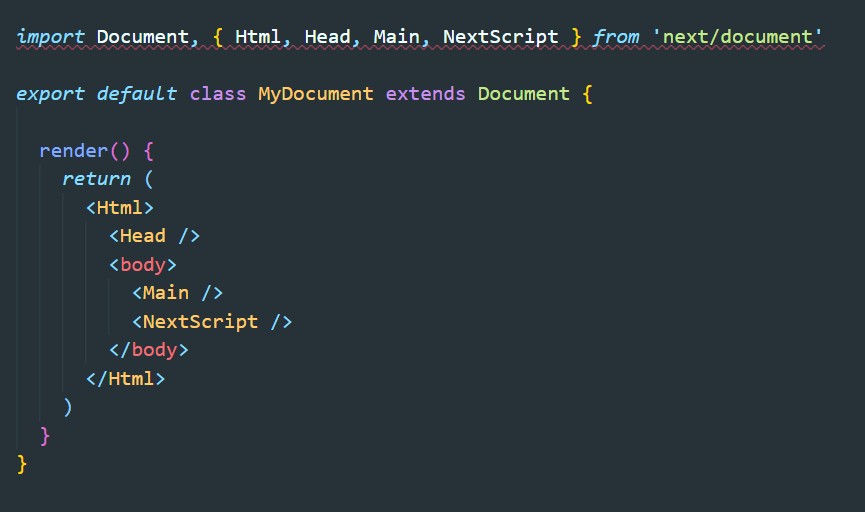 import Document, { Html, Head, Main, NextScript } from 'next/document'
export default class MyDocument extends Document {
render() {
return (
<Html>
<Head />
<body>
<Main />
<NextScript />
</body>
</Html>
)
}
}